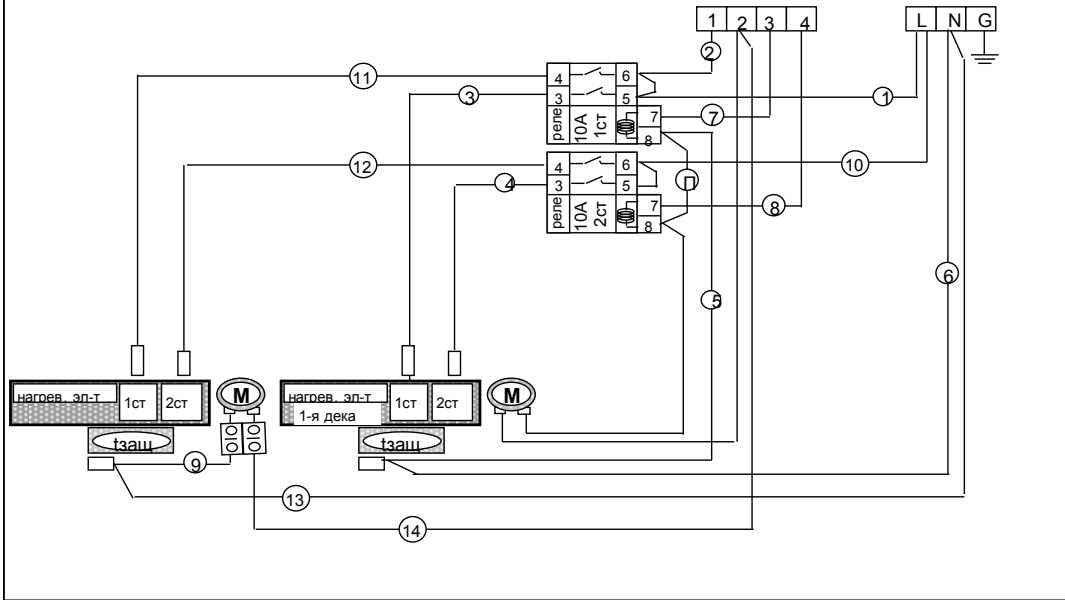 1 2 3 4
L N G
2
11
4 6
3
3 5
1
реле
10А
1ст
7
7
8
12
4 6
10
4
3 5
П
реле
10А
2ст
7
8
8
6
5
нагрев. эл-т
1ст
2ст
М
нагрев. эл-т
1-я дека
1ст
2ст
М
tзащ
tзащ
9
13
14